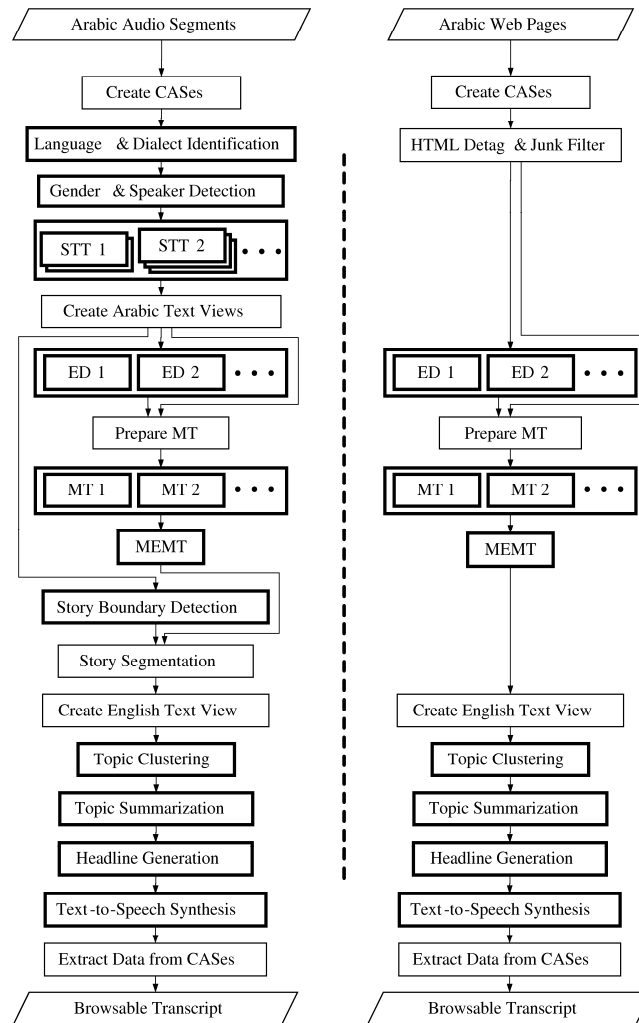 Arabic Audio Segments
Create CASes
Language & Dialect Identification
Gender & Speaker Detection
STT 1 STT 2 • • •
Create Arabic Text Views
ED 1 ED 2 • • •
Prepare MT
MT 1 MT 2 • • •
MEMT
Story Boundary Detection
Story Segmentation
Create English Text View
Topic Clustering
Topic Summarization
Headline Generation
Text-to-Speech Synthesis
Extract Data from CASes
Browsable Transcript
Arabic Web Pages
Create CASes
HTML Detag & Junk Filter
ED 1 ED 2 • • •
Prepare MT
MT 1 MT 2 • • •
MEMT
Create English Text View
Topic Clustering
Topic Summarization
Headline Generation
Text-to-Speech Synthesis
Extract Data from CASes
Browsable Transcript